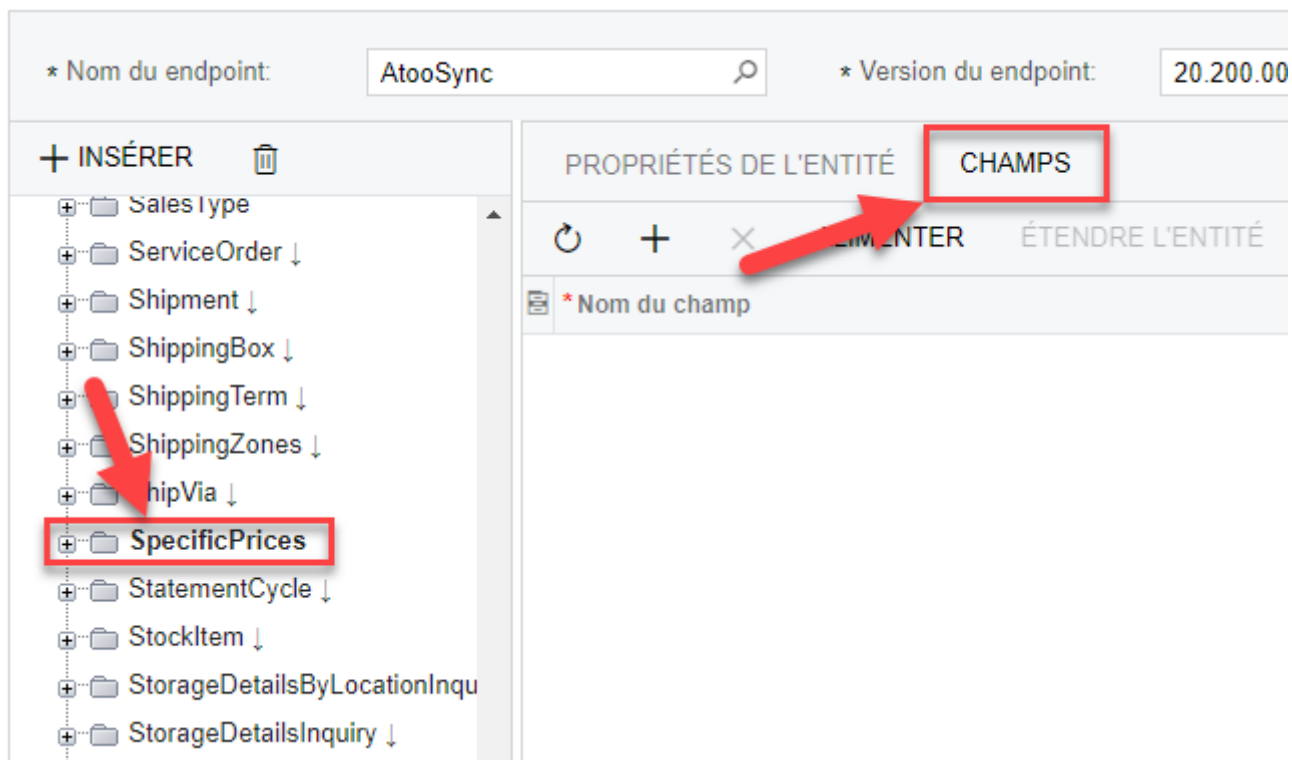 * Nom du endpoint: AtooSync * Version du endpoint: 20.200.00
INSÉRER
PROPRIÉTÉS DE L'ENTITÉ CHAMPS
SalesType
ServiceOrder ↓
ÉTENDRE L'ENTITÉ
Shipment ↓
* Nom du champ
ShippingBox ↓
ShippingTerm ↓
ShippingZones ↓
hipVia ↓
SpecificPrices
StatementCycle ↓
StockItem ↓
StorageDetailsByLocationInqu
StorageDetailsInquiry ↓